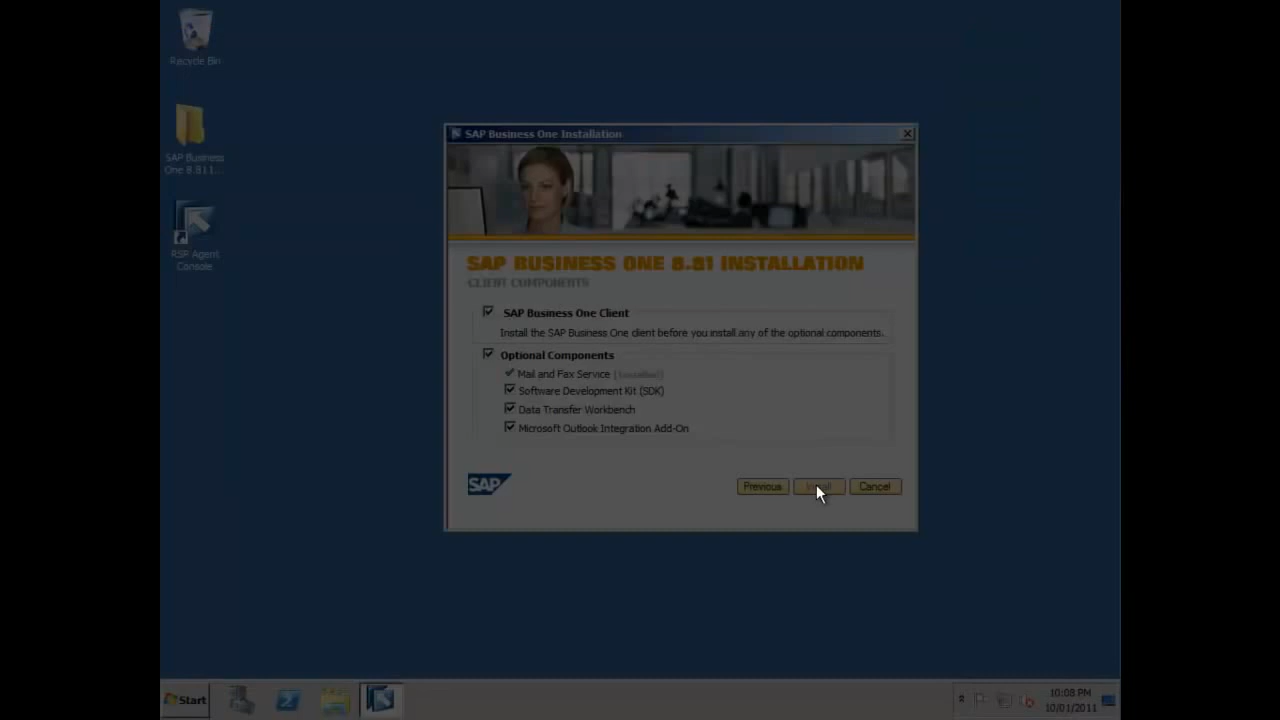 Recycle Bin
SAP Business
One 8.811...
RSP Agent
Console
SAP Business One Installation
SAP BUSINESS ONE 8.81 INSTALLATION
CLIENT COMPONENTS
SAP Business One Client
Install the SAP Business One client before you install any of the optional components.
Optional Components
Mail and Fax Service [Installed]
Software Development Kit (SDK)
Data Transfer Workbench
Microsoft Outlook Integration Add-On
SAP
Previous
Install
Cancel
Start
10:08 PM
10/01/2011